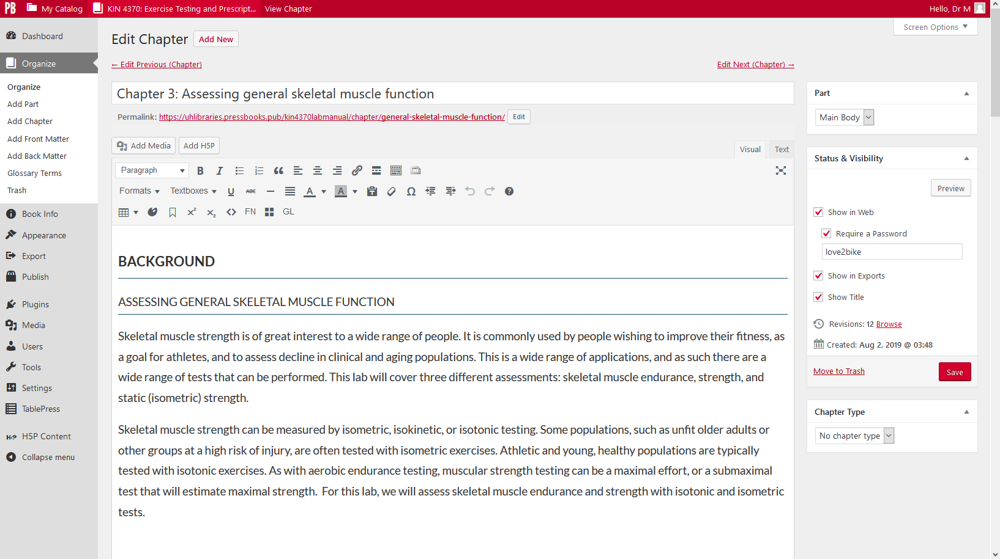 PB My Catalog KIN 4370: Exercise Testing and Prescript... View Chapter Hello, Dr M
Screen Options
Dashboard
Organize
Organize
Add Part
Add Chapter
Add Front Matter
Add Back Matter
Glossary Terms
Trash
Book Info
Appearance
Export
Publish
Plugins
Media
Users
Tools
Settings
TablePress
H5P H5P Content
Collapse menu
Edit Chapter Add New
← Edit Previous (Chapter) Edit Next (Chapter) →
Chapter 3: Assessing general skeletal muscle function
Permalink: https://uhlibraries.pressbooks.pub/kin4370labmanual/chapter/general-skeletal-muscle-function/ Edit
Add Media Add H5P Visual Text
Paragraph B I
Formats Textboxes U ABC A A Ω
X² X₂ FN GL
BACKGROUND
ASSESSING GENERAL SKELETAL MUSCLE FUNCTION
Skeletal muscle strength is of great interest to a wide range of people. It is commonly used by people wishing to improve their fitness, as
a goal for athletes, and to assess decline in clinical and aging populations. This is a wide range of applications, and as such there are a
wide range of tests that can be performed. This lab will cover three different assessments: skeletal muscle endurance, strength, and
static (isometric) strength.
Skeletal muscle strength can be measured by isometric, isokinetic, or isotonic testing. Some populations, such as unfit older adults or
other groups at a high risk of injury, are often tested with isometric exercises. Athletic and young, healthy populations are typically
tested with isotonic exercises. As with aerobic endurance testing, muscular strength testing can be a maximal effort, or a submaximal
test that will estimate maximal strength.  For this lab, we will assess skeletal muscle endurance and strength with isotonic and isometric
tests.
Part
Main Body
Status & Visibility
Preview
Show in Web
Require a Password
love2bike
Show in Exports
Show Title
Revisions: 12 Browse
Created: Aug 2, 2019 @ 03:48
Move to Trash Save
Chapter Type
No chapter type